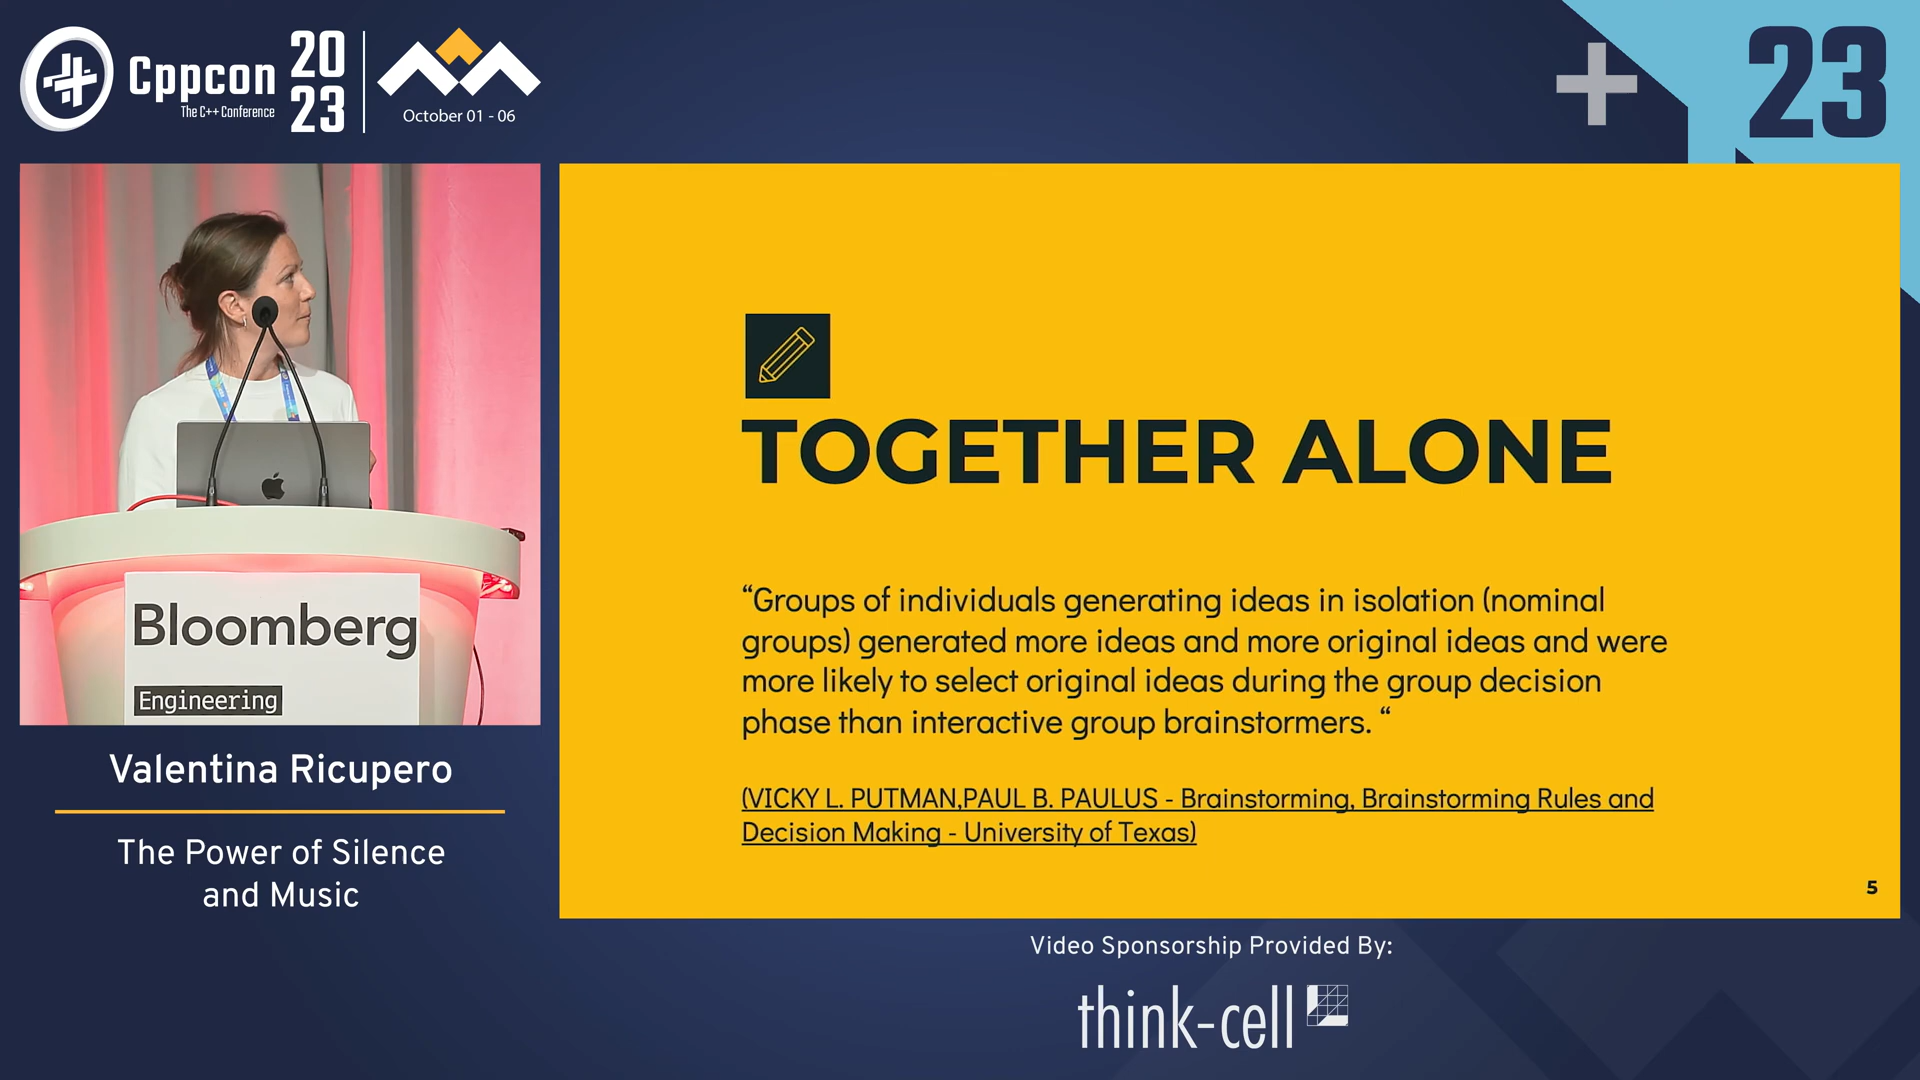 Cppcon
The C++ Conference
20
23
October 01 - 06
23
Bloomberg
Engineering
Valentina Ricupero
The Power of Silence
and Music
TOGETHER ALONE
“Groups of individuals generating ideas in isolation (nominal
groups) generated more ideas and more original ideas and were
more likely to select original ideas during the group decision
phase than interactive group brainstormers. “
(VICKY L. PUTMAN,PAUL B. PAULUS - Brainstorming, Brainstorming Rules and
Decision Making - University of Texas)
5
Video Sponsorship Provided By:
think-cell